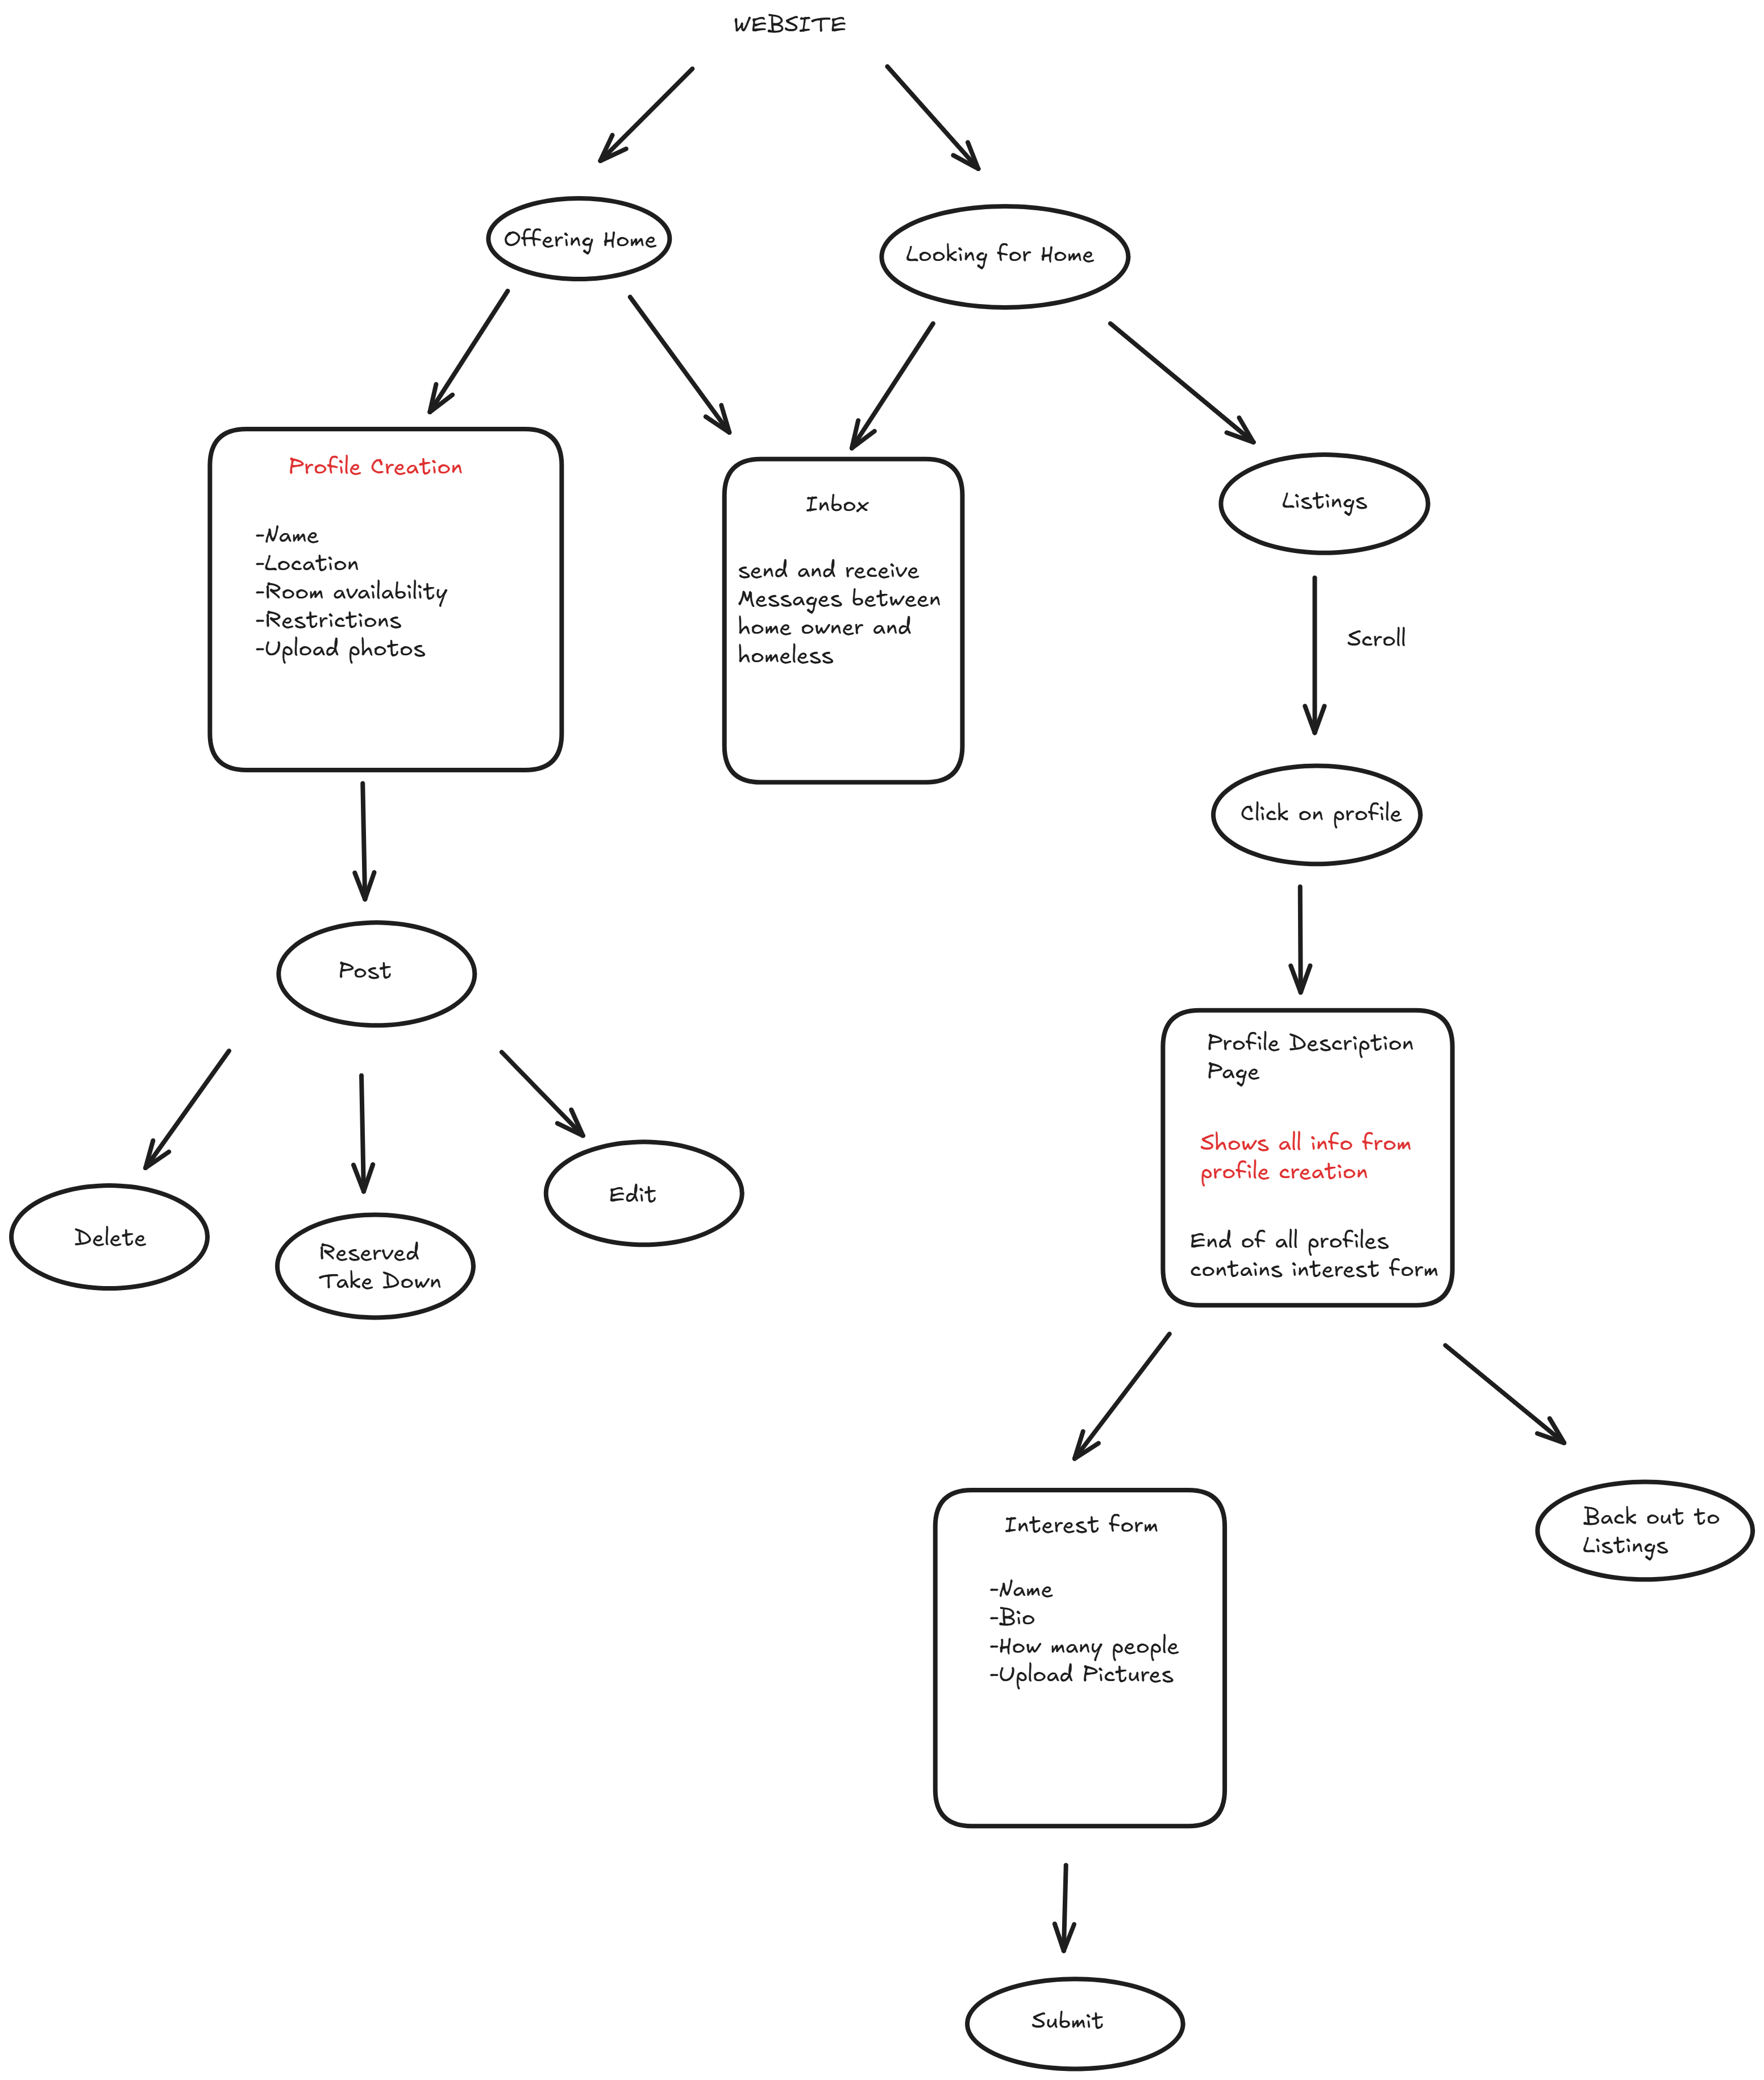 WEBSITE
Offering Home
Looking for Home
Profile Creation
-Name
-Location
-Room availability
-Restrictions
-Upload photos
Inbox
send and receive
Messages between
home owner and
homeless
Listings
Scroll
Click on profile
Post
Delete
Reserved
Take Down
Edit
Profile Description
Page
Shows all info from
profile creation
End of all profiles
contains interest form
Interest form
-Name
-Bio
-How many people
-Upload Pictures
Back out to
Listings
Submit